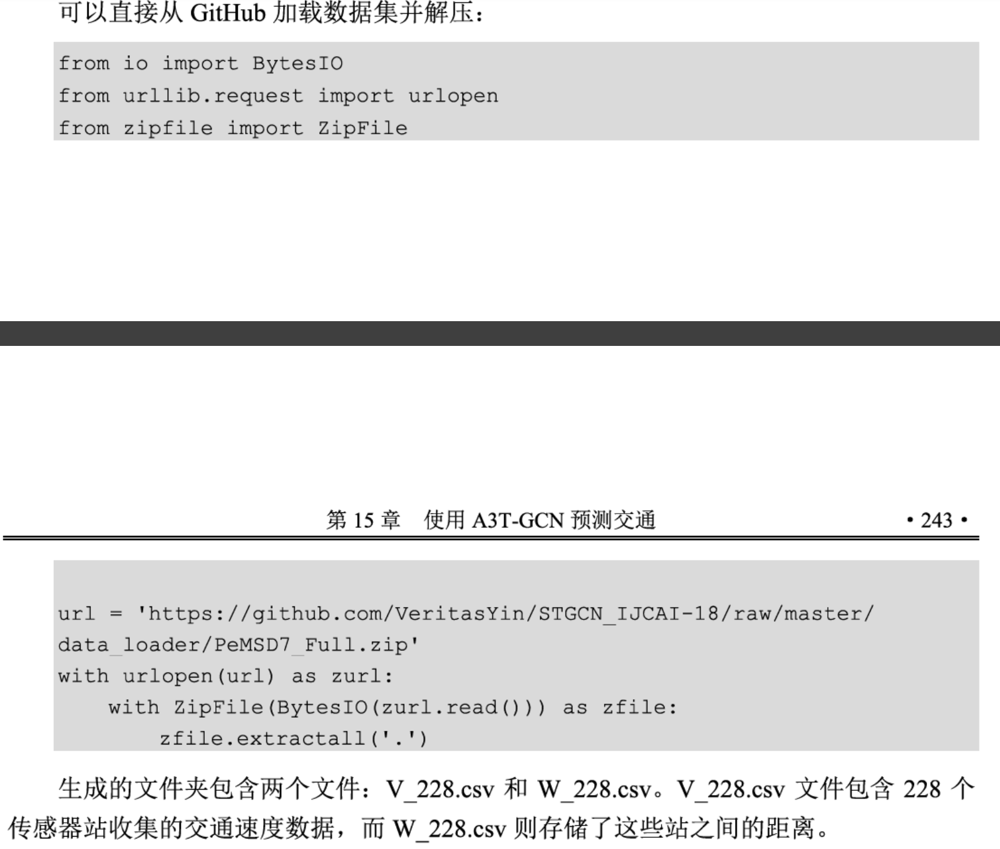 可以直接从 GitHub 加载数据集并解压：
from io import BytesIO
from urllib.request import urlopen
from zipfile import ZipFile
第 15 章 使用 A3T-GCN 预测交通 • 243 •
url = 'https://github.com/VeritasYin/STGCN_IJCAI-18/raw/master/
data_loader/PeMSD7_Full.zip'
with urlopen(url) as zurl:
    with ZipFile(BytesIO(zurl.read())) as zfile:
        zfile.extractall('.')
生成的文件夹包含两个文件：V_228.csv 和 W_228.csv。V_228.csv 文件包含 228 个
传感器站收集的交通速度数据，而 W_228.csv 则存储了这些站之间的距离。